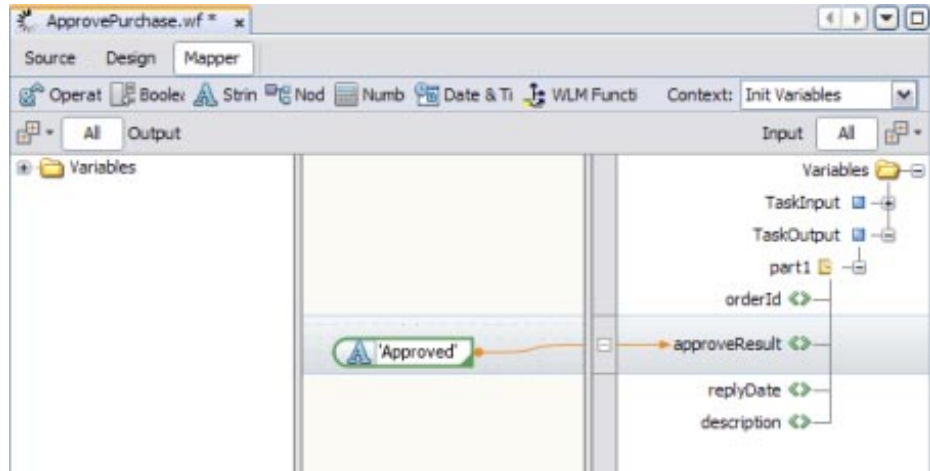 ApprovePurchase.wf *
Source Design Mapper
Operat Boolea Strin Nod Numb Date & Ti WLM Functi Context: Init Variables
All Output Input All
Variables Variables
TaskInput
TaskOutput
part1
orderId
'Approved' approveResult
replyDate
description